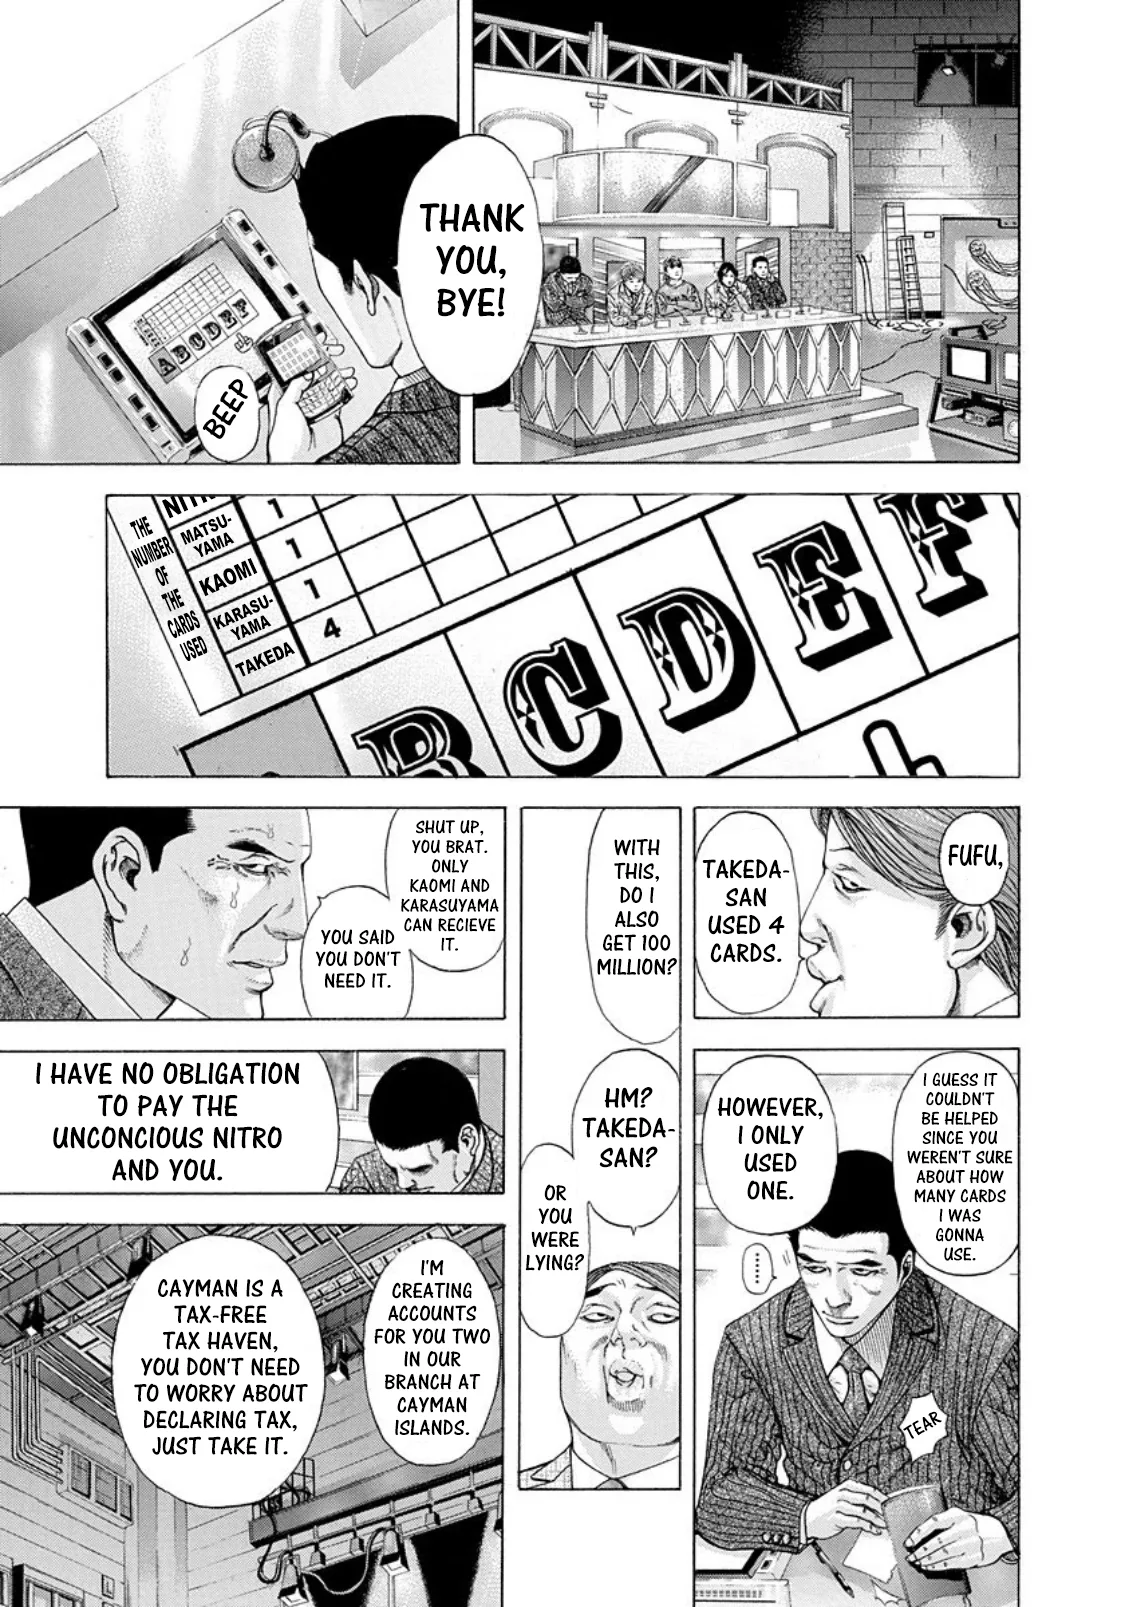 THANK
YOU,
BYE!
BEEP
ABCDEF
THE
NUMBER
OF
THE
CARDS
USED
NIT
MATSU-
YAMA
KAOMI
KARASU-
YAMA
TAKEDA
1
1
1
4
BCDEF
FUFU,
TAKEDA-
SAN
USED 4
CARDS.
WITH
THIS,
DO I
ALSO
GET 100
MILLION?
SHUT UP,
YOU BRAT.
ONLY
KAOMI AND
KARASUYAMA
CAN RECIEVE
IT.
YOU SAID
YOU DON'T
NEED IT.
I GUESS IT
COULDN'T
BE HELPED
SINCE YOU
WEREN'T SURE
ABOUT HOW
MANY CARDS
I WAS
GONNA
USE.
HOWEVER,
I ONLY
USED
ONE.
......
TEAR
HM?
TAKEDA-
SAN?
OR
YOU
WERE
LYING?
I HAVE NO OBLIGATION
TO PAY THE
UNCONCIOUS NITRO
AND YOU.
I'M
CREATING
ACCOUNTS
FOR YOU TWO
IN OUR
BRANCH AT
CAYMAN
ISLANDS.
CAYMAN IS A
TAX-FREE
TAX HAVEN,
YOU DON'T NEED
TO WORRY ABOUT
DECLARING TAX,
JUST TAKE IT.